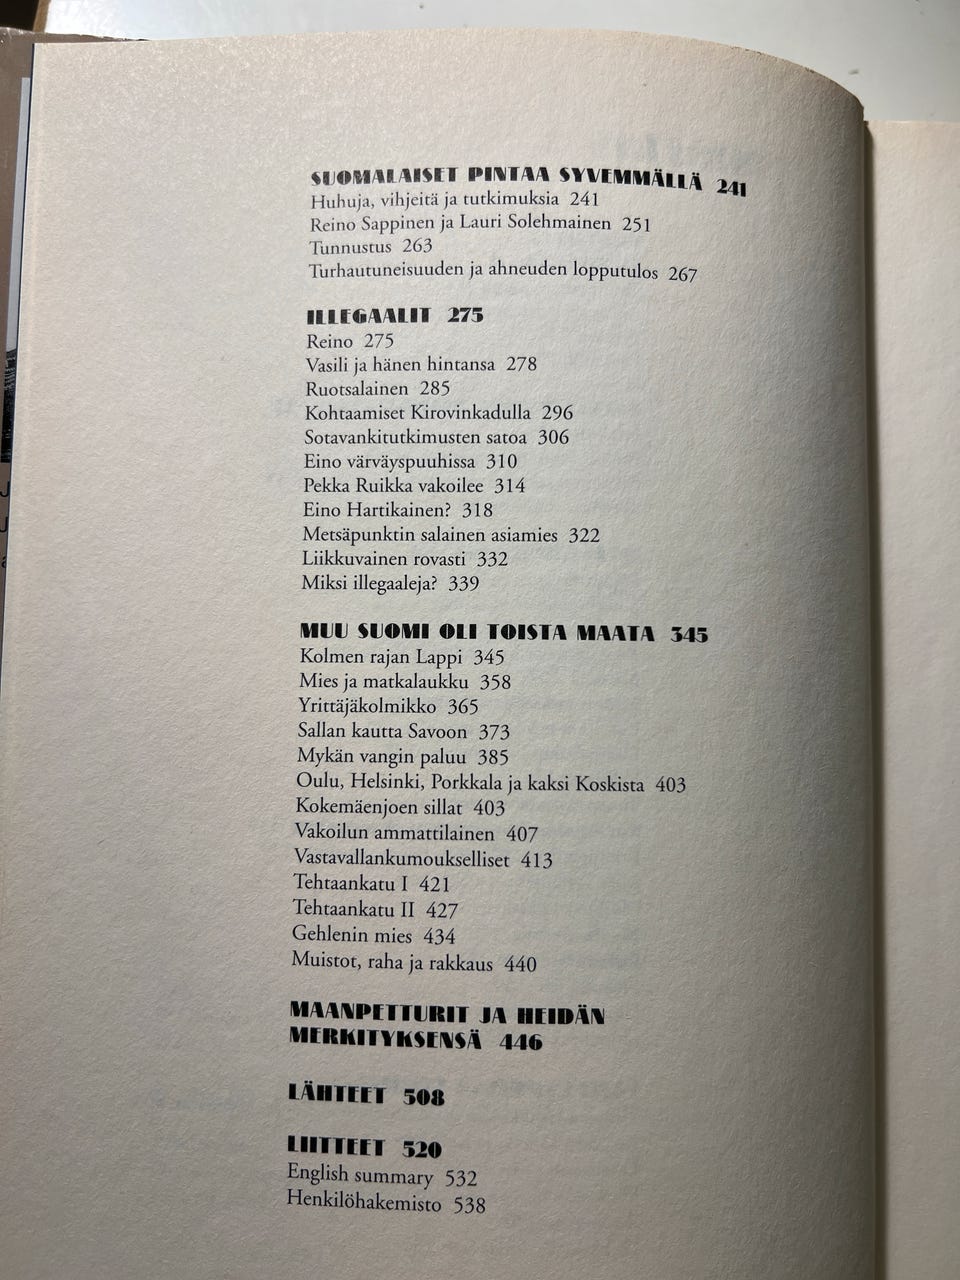 SUOMALAISET PINTAA SYVEMMÄLLÄ 241
Huhuja, vihjeitä ja tutkimuksia 241
Reino Sappinen ja Lauri Solehmainen 251
Tunnustus 263
Turhautuneisuuden ja ahneuden lopputulos 267
ILLEGAALIT 275
Reino 275
Vasili ja hänen hintansa 278
Ruotsalainen 285
Kohtaamiset Kirovinkadulla 296
Sotavankitutkimusten satoa 306
Eino värväyspuuhissa 310
Pekka Ruikka vakoilee 314
Eino Hartikainen? 318
Metsäpunktin salainen asiamies 322
Liikkuvainen rovasti 332
Miksi illegaaleja? 339
MUU SUOMI OLI TOISTA MAATA 345
Kolmen rajan Lappi 345
Mies ja matkalaukku 358
Yrittäjäkolmikko 365
Sallan kautta Savoon 373
Mykän vangin paluu 385
Oulu, Helsinki, Porkkala ja kaksi Koskista 403
Kokemäenjoen sillat 403
Vakoilun ammattilainen 407
Vastavallankumoukselliset 413
Tehtaankatu I 421
Tehtaankatu II 427
Gehlenin mies 434
Muistot, raha ja rakkaus 440
MAANPETTURIT JA HEIDÄN
MERKITYKSENSÄ 446
LÄHTEET 508
LIITTEET 520
English summary 532
Henkilöhakemisto 538